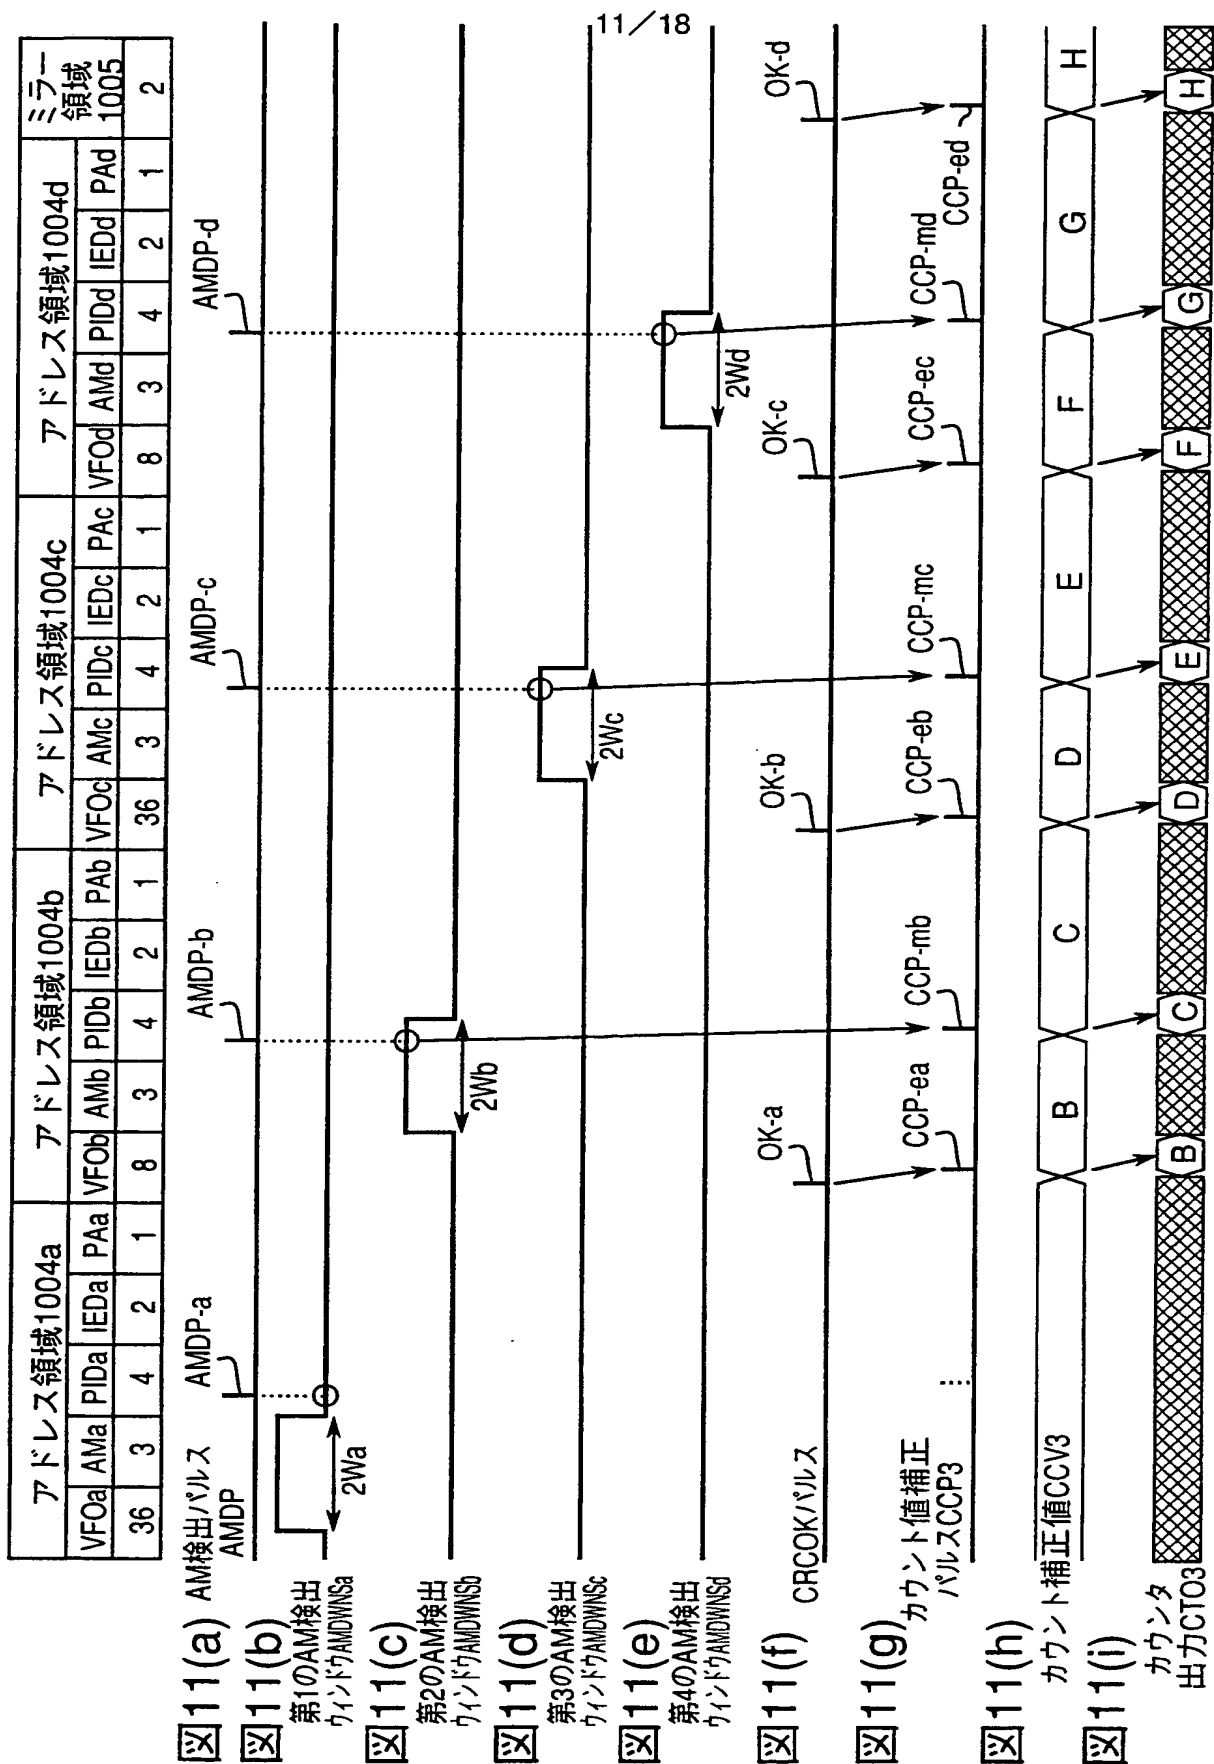 11/18
アドレス領域1004a アドレス領域1004b アドレス領域1004c アドレス領域1004d ミラー
領域
1005
VFOa AMa PIDa IEDa PAa VFOb AMb PIDb IEDb PAb VFOc AMc PIDc IEDc PAc VFOd AMd PIDd IEDd PAd
36 3 4 2 1 8 3 4 2 1 36 3 4 2 1 8 3 4 2 1 2
図11(a) AM検出パルス
AMDP
AMDP-a AMDP-b AMDP-c AMDP-d
図11(b)
第1のAM検出
ウィンドウAMDWNSa
2Wa
図11(c)
第2のAM検出
ウィンドウAMDWNSb
2Wb
図11(d)
第3のAM検出
ウィンドウAMDWNSc
2Wc
図11(e)
第4のAM検出
ウィンドウAMDWNSd
2Wd
図11(f) CRCOKパルス
OK-a OK-b OK-c OK-d
図11(g)
カウント値補正
パルスCCP3
CCP-ea CCP-mb CCP-eb CCP-mc CCP-ec CCP-md CCP-ed
図11(h)
カウント補正値CCV3
B C D E F G H
図11(i)
カウンタ
出力CTO3
B C D E F G H